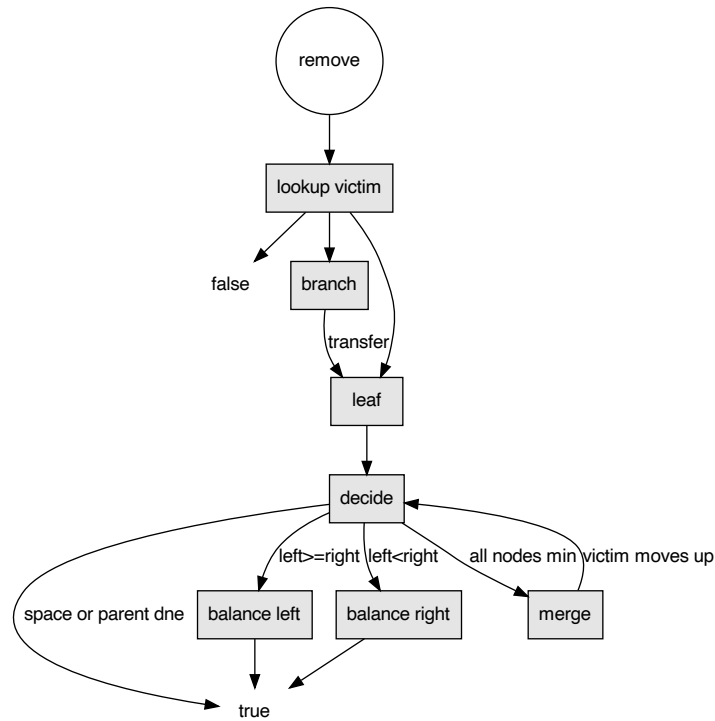 remove
lookup victim
false
branch
transfer
leaf
decide
left>=right
left<right
all nodes min
victim moves up
space or parent dne
balance left
balance right
merge
true